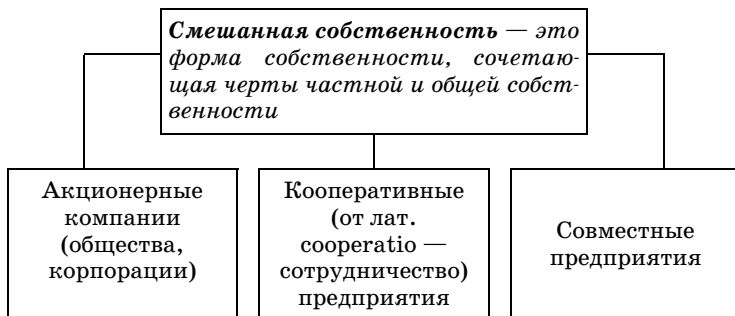 Смешанная собственность — это
форма собственности, сочетаю-
щая черты частной и общей собст-
венности
Акционерные
компании
(общества,
корпорации)
Кооперативные
(от лат.
cooperatio —
сотрудничество)
предприятия
Совместные
предприятия